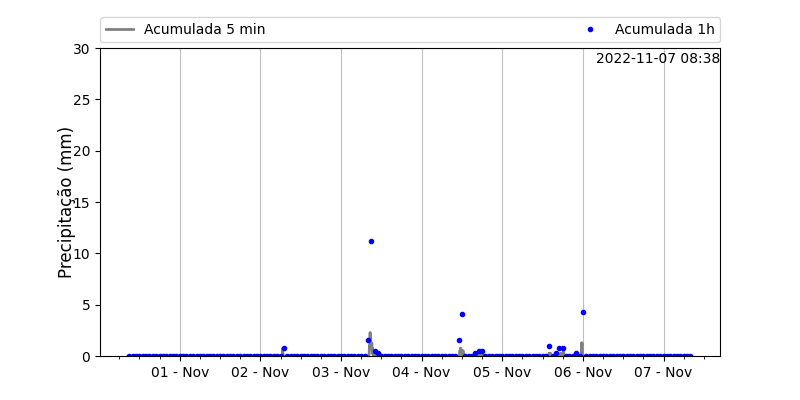 Acumulada 5 min
Acumulada 1h
2022-11-07 08:38
Precipitação (mm)
30
25
20
15
10
5
0
01 - Nov
02 - Nov
03 - Nov
04 - Nov
05 - Nov
06 - Nov
07 - Nov